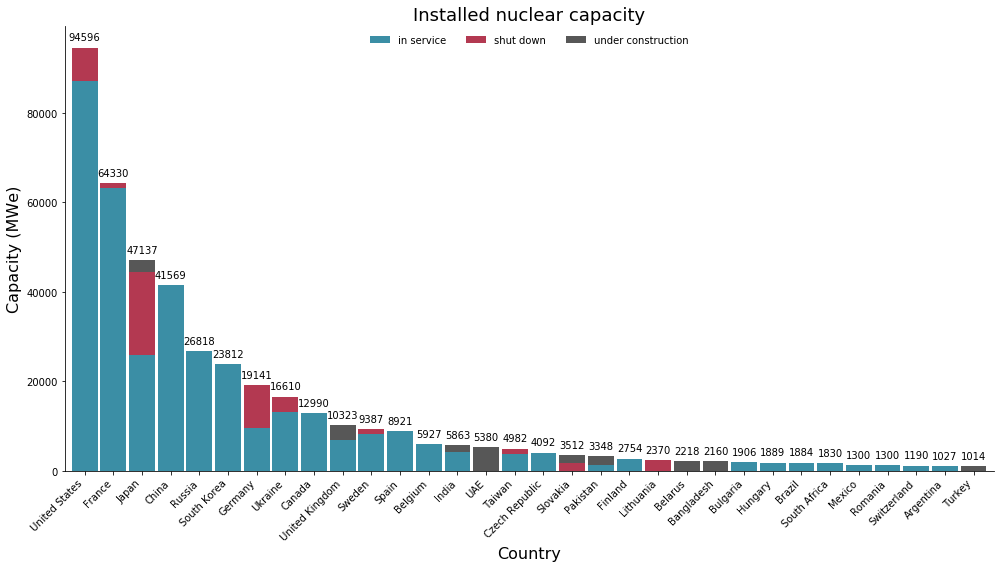 Installed nuclear capacity
in service
shut down
under construction
Capacity (MWe)
80000
60000
40000
20000
0
94596
64330
47137
41569
26818
23812
19141
16610
12990
10323
9387
8921
5927
5863
5380
4982
4092
3512
3348
2754
2370
2218
2160
1906
1889
1884
1830
1300
1300
1190
1027
1014
United States
France
Japan
China
Russia
South Korea
Germany
Ukraine
Canada
United Kingdom
Sweden
Spain
Belgium
India
UAE
Taiwan
Czech Republic
Slovakia
Pakistan
Finland
Lithuania
Belarus
Bangladesh
Bulgaria
Hungary
Brazil
South Africa
Mexico
Romania
Switzerland
Argentina
Turkey
Country